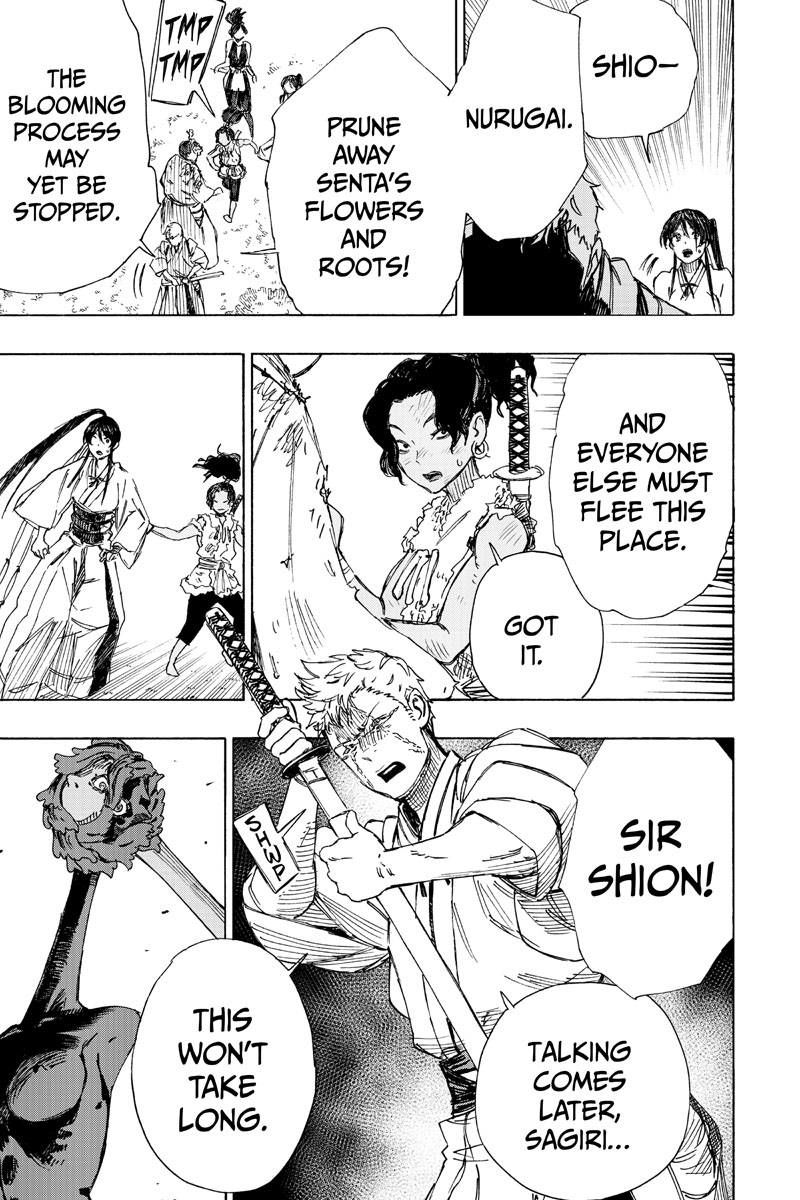 SHIO—
NURUGAI.
PRUNE
AWAY
SENTA'S
FLOWERS
AND
ROOTS!
TMP
TMP
THE
BLOOMING
PROCESS
MAY
YET BE
STOPPED.
AND
EVERYONE
ELSE MUST
FLEE THIS
PLACE.
GOT
IT.
SIR
SHION!
SHWP
TALKING
COMES
LATER,
SAGIRI...
THIS
WON'T
TAKE
LONG.